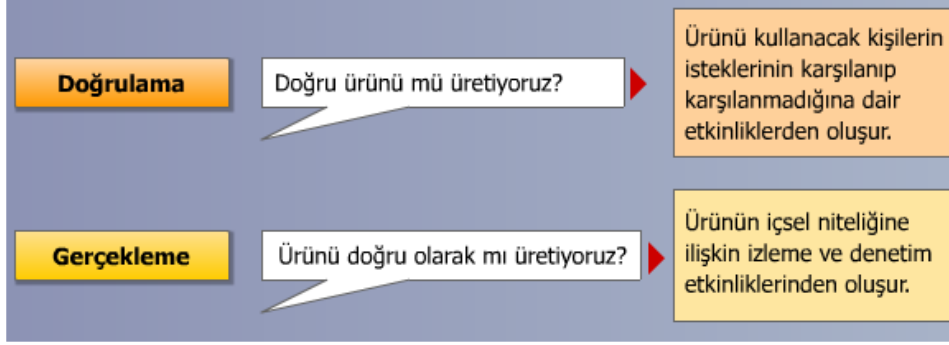 Doğrulama
Doğru ürünü mü üretiyoruz?
Ürünü kullanacak kişilerin
isteklerinin karşılanıp
karşılanmadığına dair
etkinliklerden oluşur.
Gerçekleme
Ürünü doğru olarak mı üretiyoruz?
Ürünün içsel niteliğine
ilişkin izleme ve denetim
etkinliklerinden oluşur.